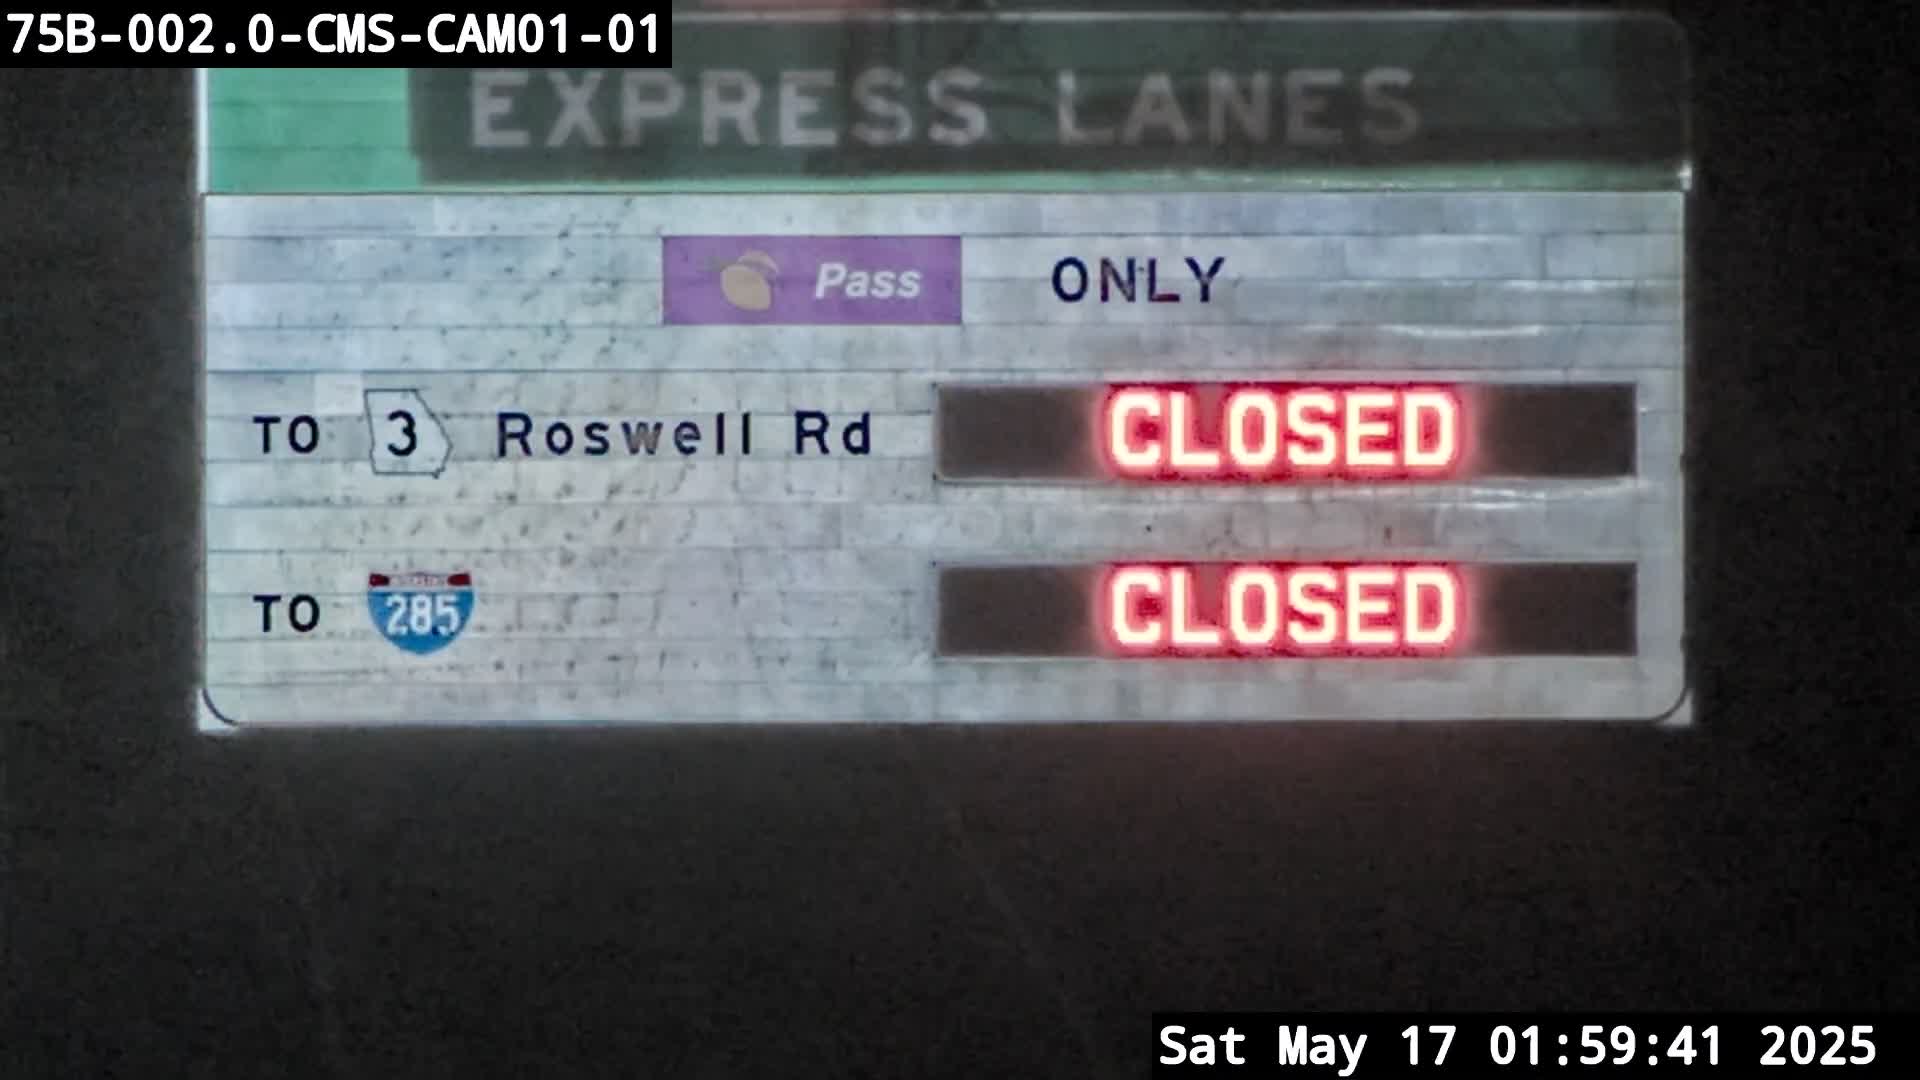 75B-002.0-CMS-CAM01-01
EXPRESS LANES
Pass ONLY
TO 3 Roswell Rd CLOSED
TO 285 CLOSED
Sat May 17 01:59:41 2025